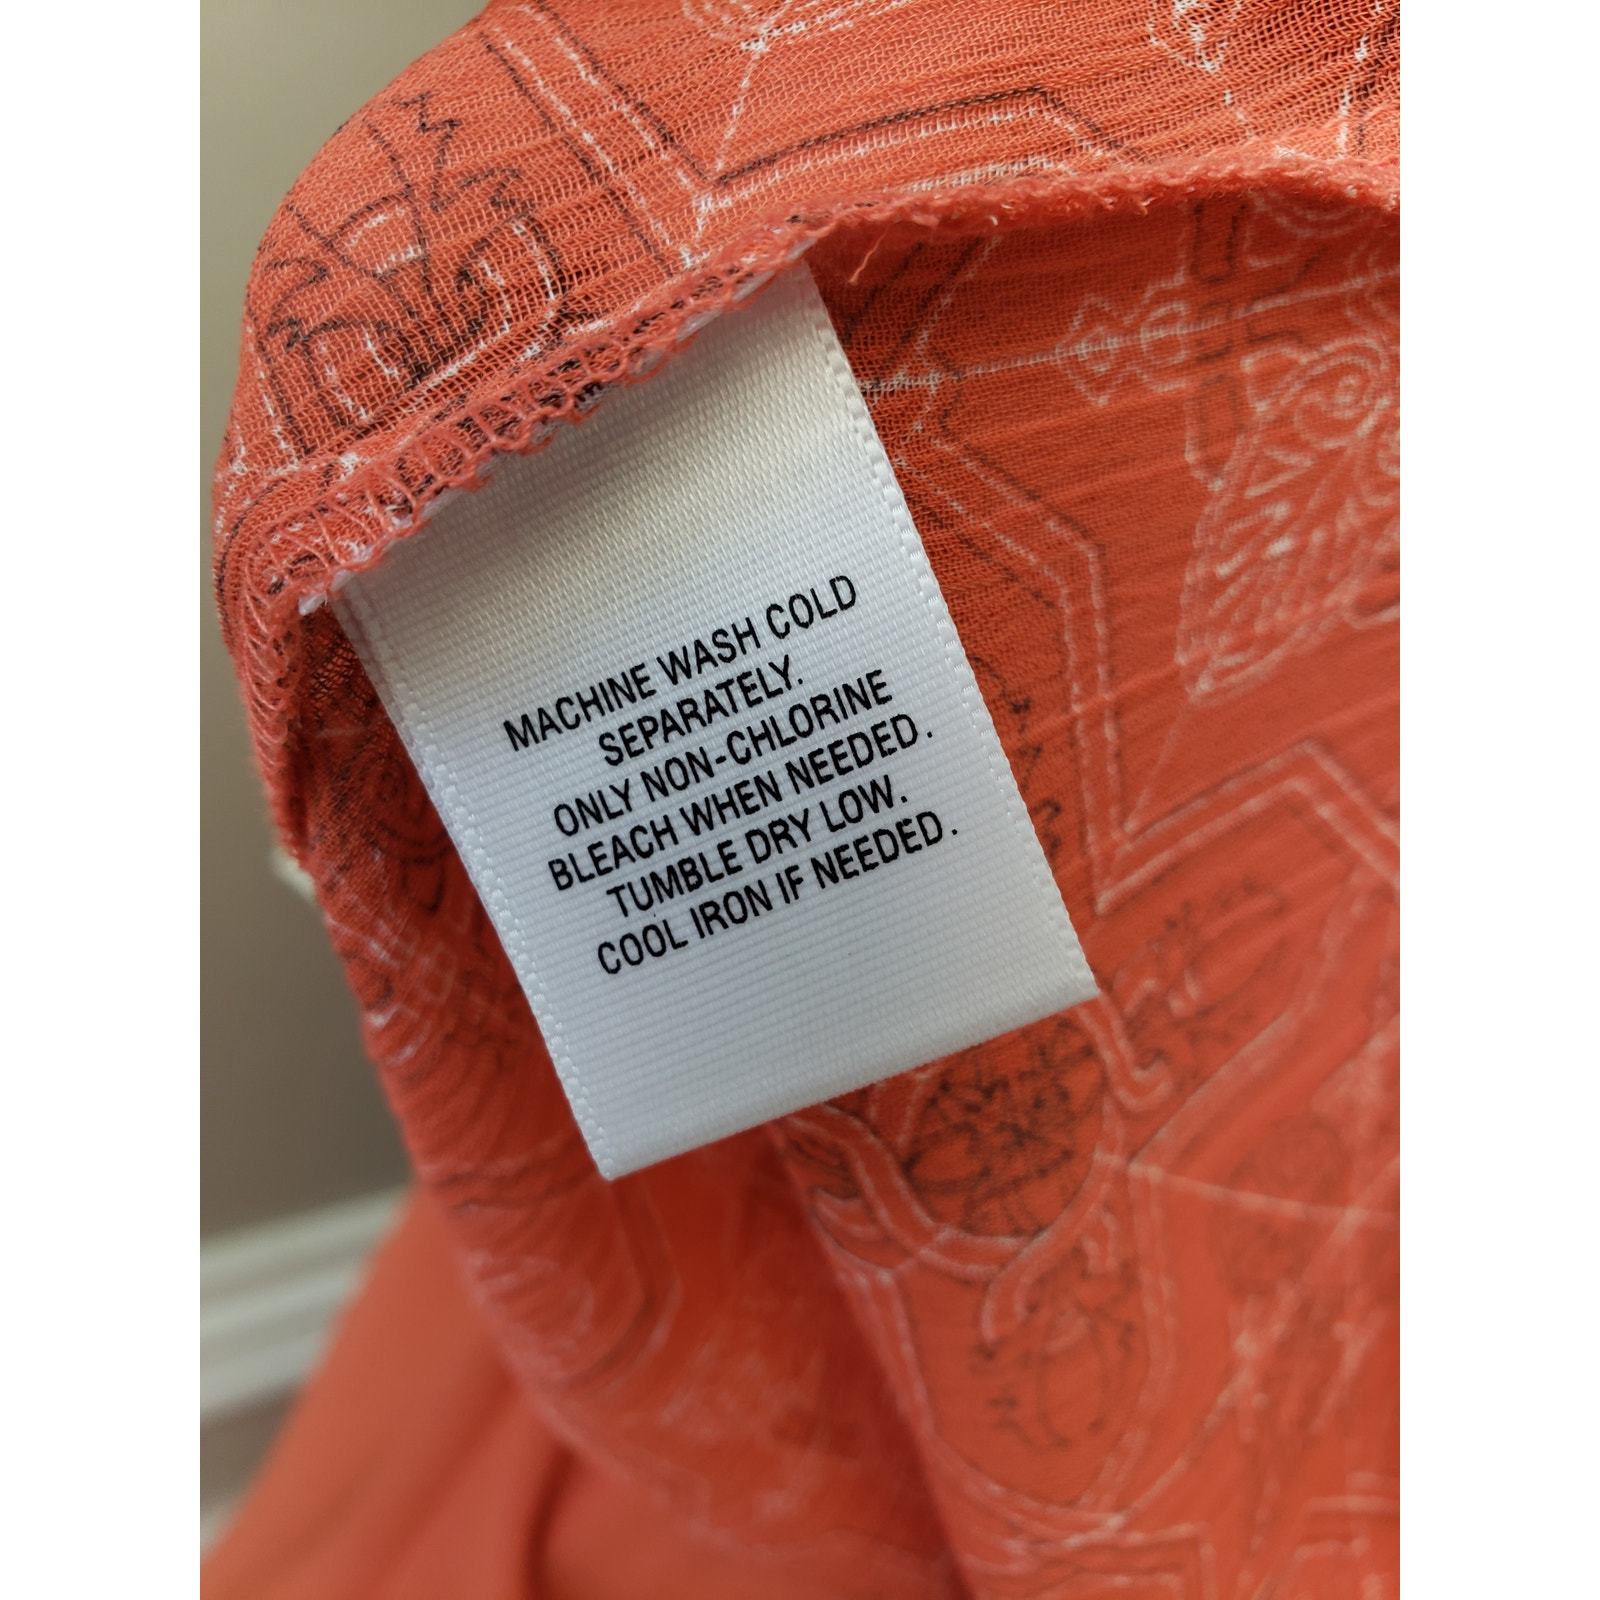 MACHINE WASH COLD
SEPARATELY.
ONLY NON-CHLORINE
BLEACH WHEN NEEDED.
TUMBLE DRY LOW.
COOL IRON IF NEEDED.